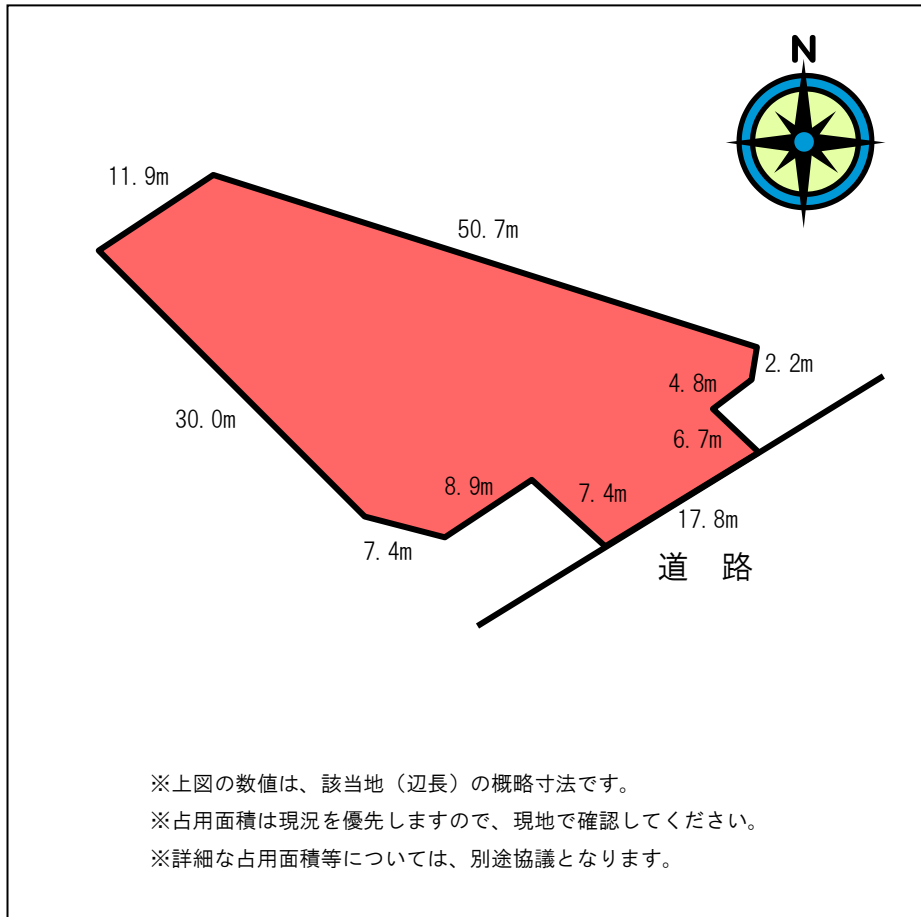 N
11.9m
50.7m
2.2m
4.8m
30.0m
6.7m
8.9m
7.4m
17.8m
7.4m
道　路
※上図の数値は、該当地（辺長）の概略寸法です。
※占用面積は現況を優先しますので、現地で確認してください。
※詳細な占用面積等については、別途協議となります。